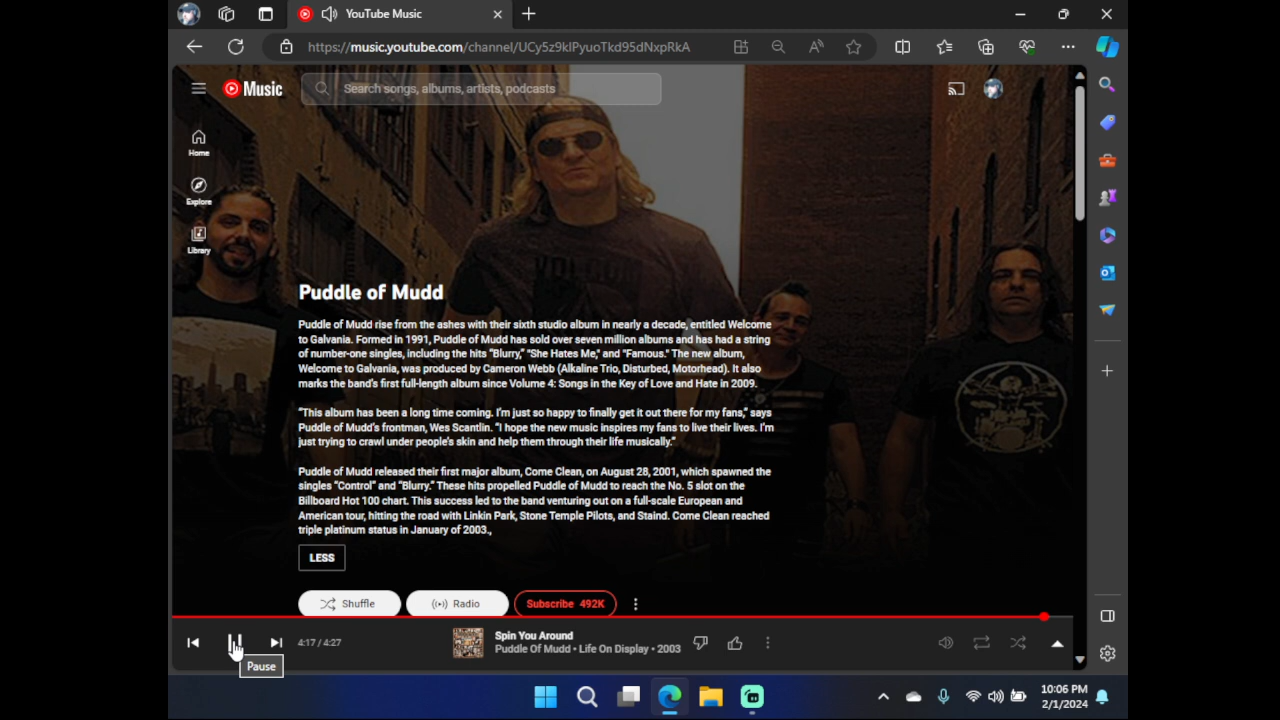 YouTube Music
https://music.youtube.com/channel/UCy5z9klPyuoTkd95dNxpRkA
Music
Search songs, albums, artists, podcasts
Home
Explore
Library
VOLCOM
Puddle of Mudd
Puddle of Mudd rise from the ashes with their sixth studio album in nearly a decade, entitled Welcome
to Galvania. Formed in 1991, Puddle of Mudd has sold over seven million albums and has had a string
of number-one singles, including the hits "Blurry," "She Hates Me," and "Famous." The new album,
Welcome to Galvania, was produced by Cameron Webb (Alkaline Trio, Disturbed, Motorhead). It also
marks the band's first full-length album since Volume 4: Songs in the Key of Love and Hate in 2009.
“This album has been a long time coming. I'm just so happy to finally get it out there for my fans,” says
Puddle of Mudd's frontman, Wes Scantlin. “I hope the new music inspires my fans to live their lives. I'm
just trying to crawl under people's skin and help them through their life musically.”
Puddle of Mudd released their first major album, Come Clean, on August 28, 2001, which spawned the
singles “Control” and “Blurry.” These hits propelled Puddle of Mudd to reach the No. 5 slot on the
Billboard Hot 100 chart. This success led to the band venturing out on a full-scale European and
American tour, hitting the road with Linkin Park, Stone Temple Pilots, and Staind. Come Clean reached
triple platinum status in January of 2003.,
LESS
Shuffle Radio Subscribe 492K
4:17 / 4:27
Spin You Around
Puddle Of Mudd • Life On Display • 2003
Pause
10:06 PM
2/1/2024